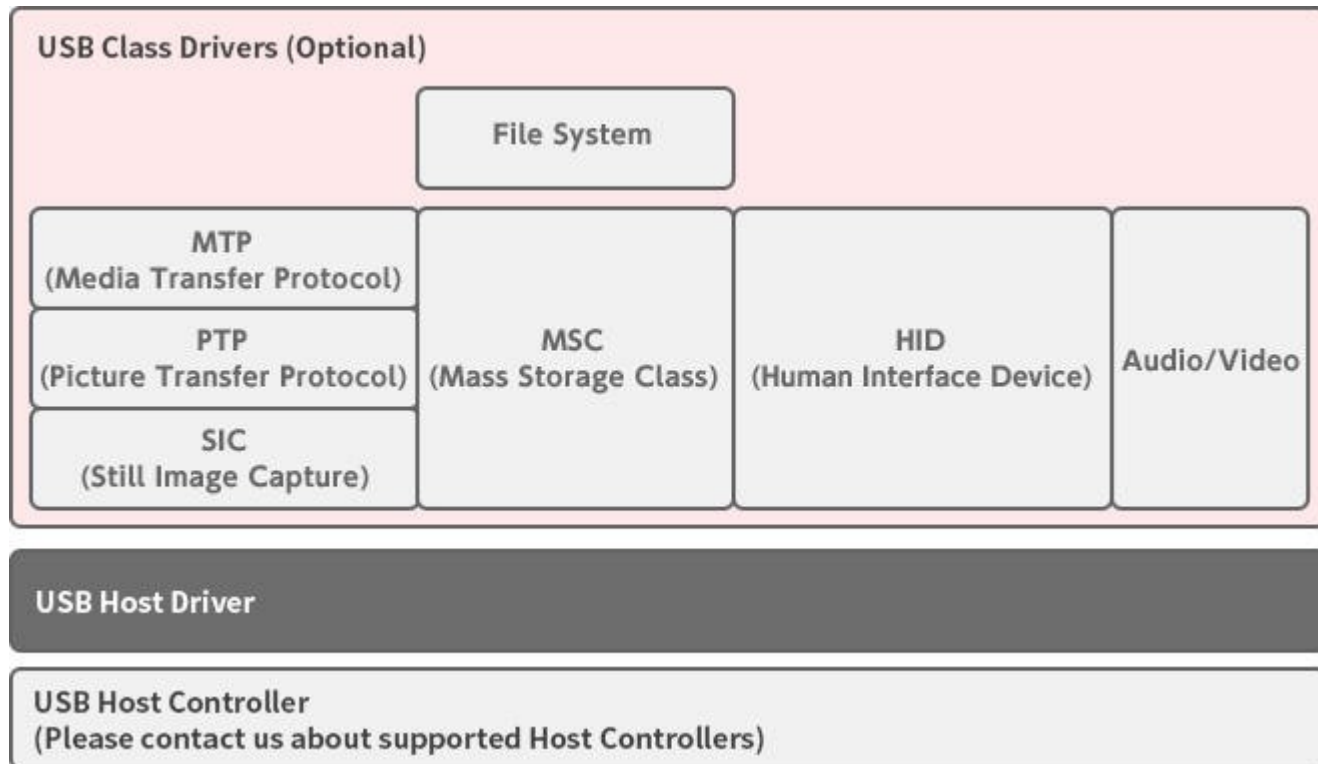 USB Class Drivers (Optional)
File System
MTP
(Media Transfer Protocol)
PTP
(Picture Transfer Protocol)
SIC
(Still Image Capture)
MSC
(Mass Storage Class)
HID
(Human Interface Device)
Audio/Video
USB Host Driver
USB Host Controller
(Please contact us about supported Host Controllers)